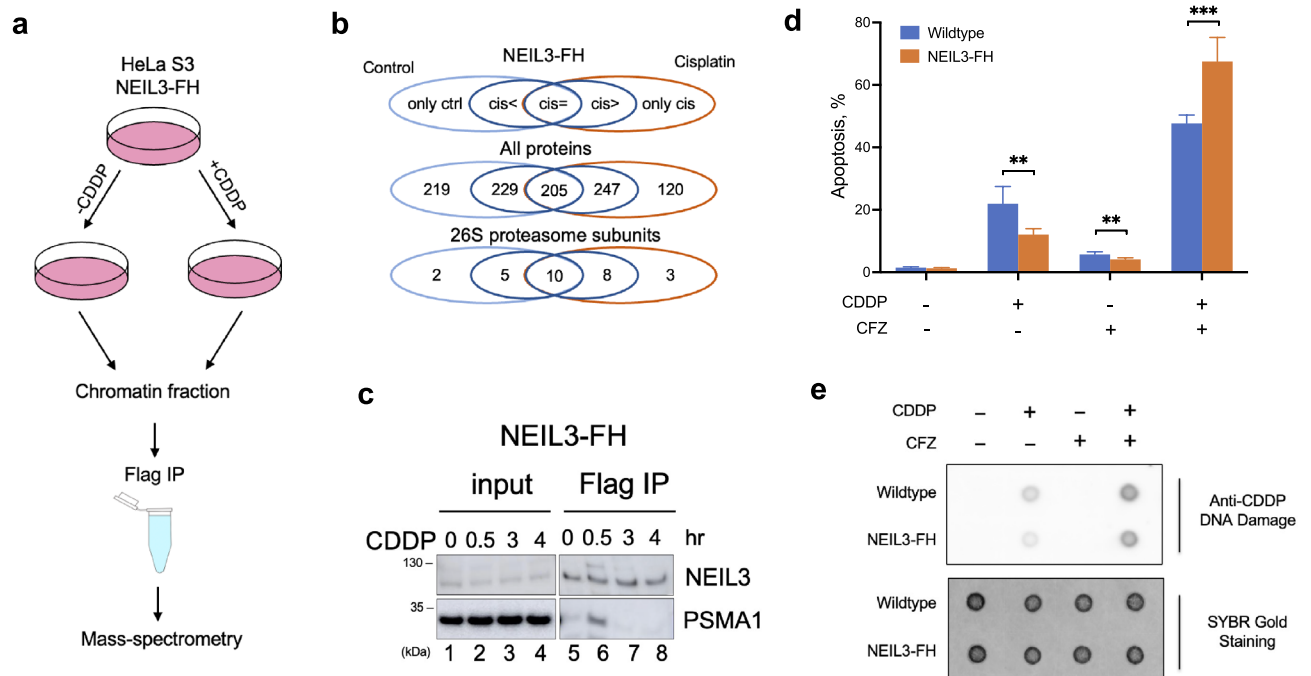 a
HeLa S3
NEIL3-FH
-CDDP
+CDDP
Chromatin fraction
Flag IP
Mass-spectrometry
b
NEIL3-FH
Control
Cisplatin
only ctrl cis< cis= cis> only cis
All proteins
219 229 205 247 120
26S proteasome subunits
2 5 10 8 3
c
NEIL3-FH
input Flag IP
CDDP 0 0.5 3 4 0 0.5 3 4 hr
130
NEIL3
35
PSMA1
(kDa) 1 2 3 4 5 6 7 8
d
Apoptosis, %
80
60
40
20
0
Wildtype
NEIL3-FH
**
**
***
CDDP - + - +
CFZ - - + +
e
CDDP – + – +
CFZ – – + +
Wildtype
NEIL3-FH
Anti-CDDP
DNA Damage
Wildtype
NEIL3-FH
SYBR Gold
Staining